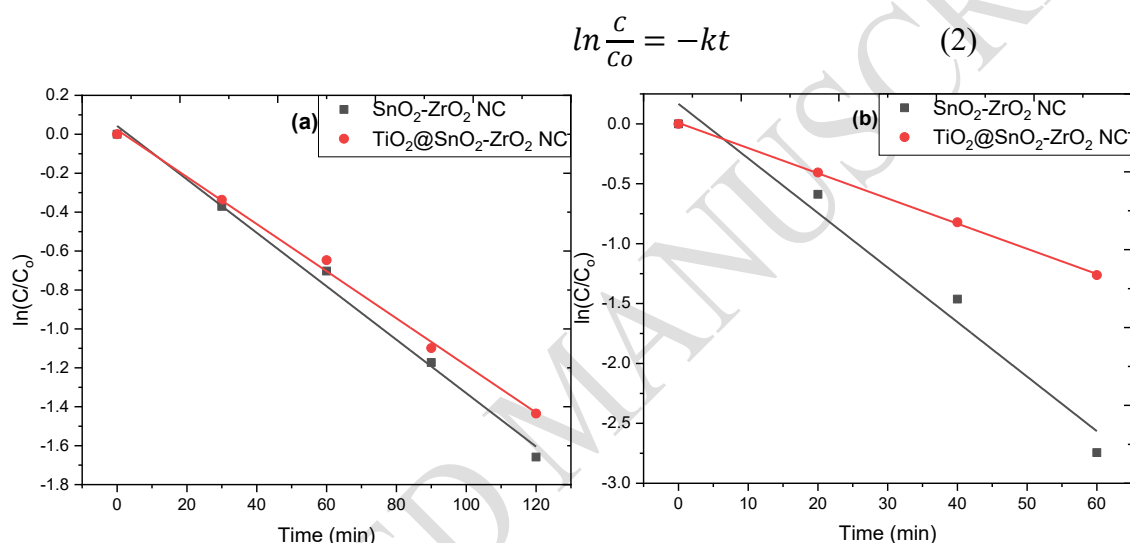 ln C/Co = −kt (2)
(a)
SnO₂-ZrO₂ NC
TiO₂@SnO₂-ZrO₂ NC
ln(C/Cₒ)
0.2
0.0
-0.2
-0.4
-0.6
-0.8
-1.0
-1.2
-1.4
-1.6
-1.8
0 20 40 60 80 100 120
Time (min)
(b)
SnO₂-ZrO₂ NC
TiO₂@SnO₂-ZrO₂ NC
ln(C/Cₒ)
0.0
-0.5
-1.0
-1.5
-2.0
-2.5
-3.0
0 10 20 30 40 50 60
Time (min)
D MANUSCR